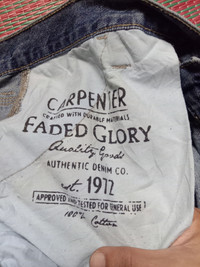 CARPENTER
CRAFTED WITH DURABLE MATERIALS
FADED GLORY
Quality Goods
AUTHENTIC DENIM CO.
est. 1972
APPROVED AND TESTED FOR GENERAL USE
100% Cotton